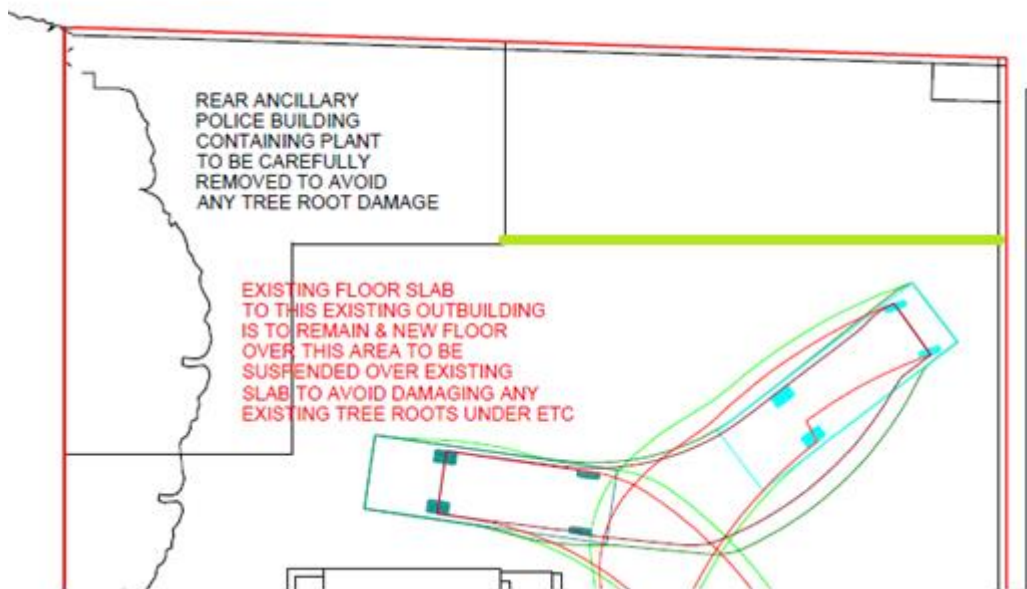 REAR ANCILLARY
POLICE BUILDING
CONTAINING PLANT
TO BE CAREFULLY
REMOVED TO AVOID
ANY TREE ROOT DAMAGE
EXISTING FLOOR SLAB
TO THIS EXISTING OUTBUILDING
IS TO REMAIN & NEW FLOOR
OVER THIS AREA TO BE
SUSPENDED OVER EXISTING
SLAB TO AVOID DAMAGING ANY
EXISTING TREE ROOTS UNDER ETC